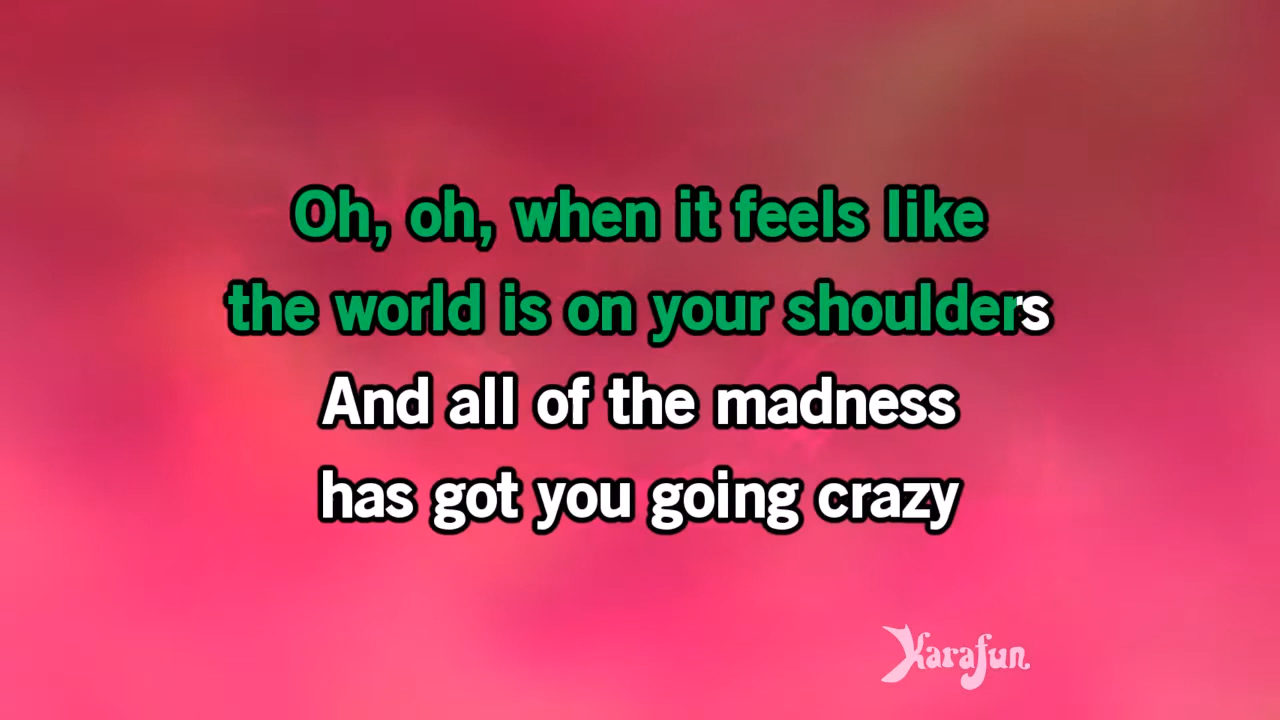 Oh, oh, when it feels like
the world is on your shoulders
And all of the madness
has got you going crazy
Karafun